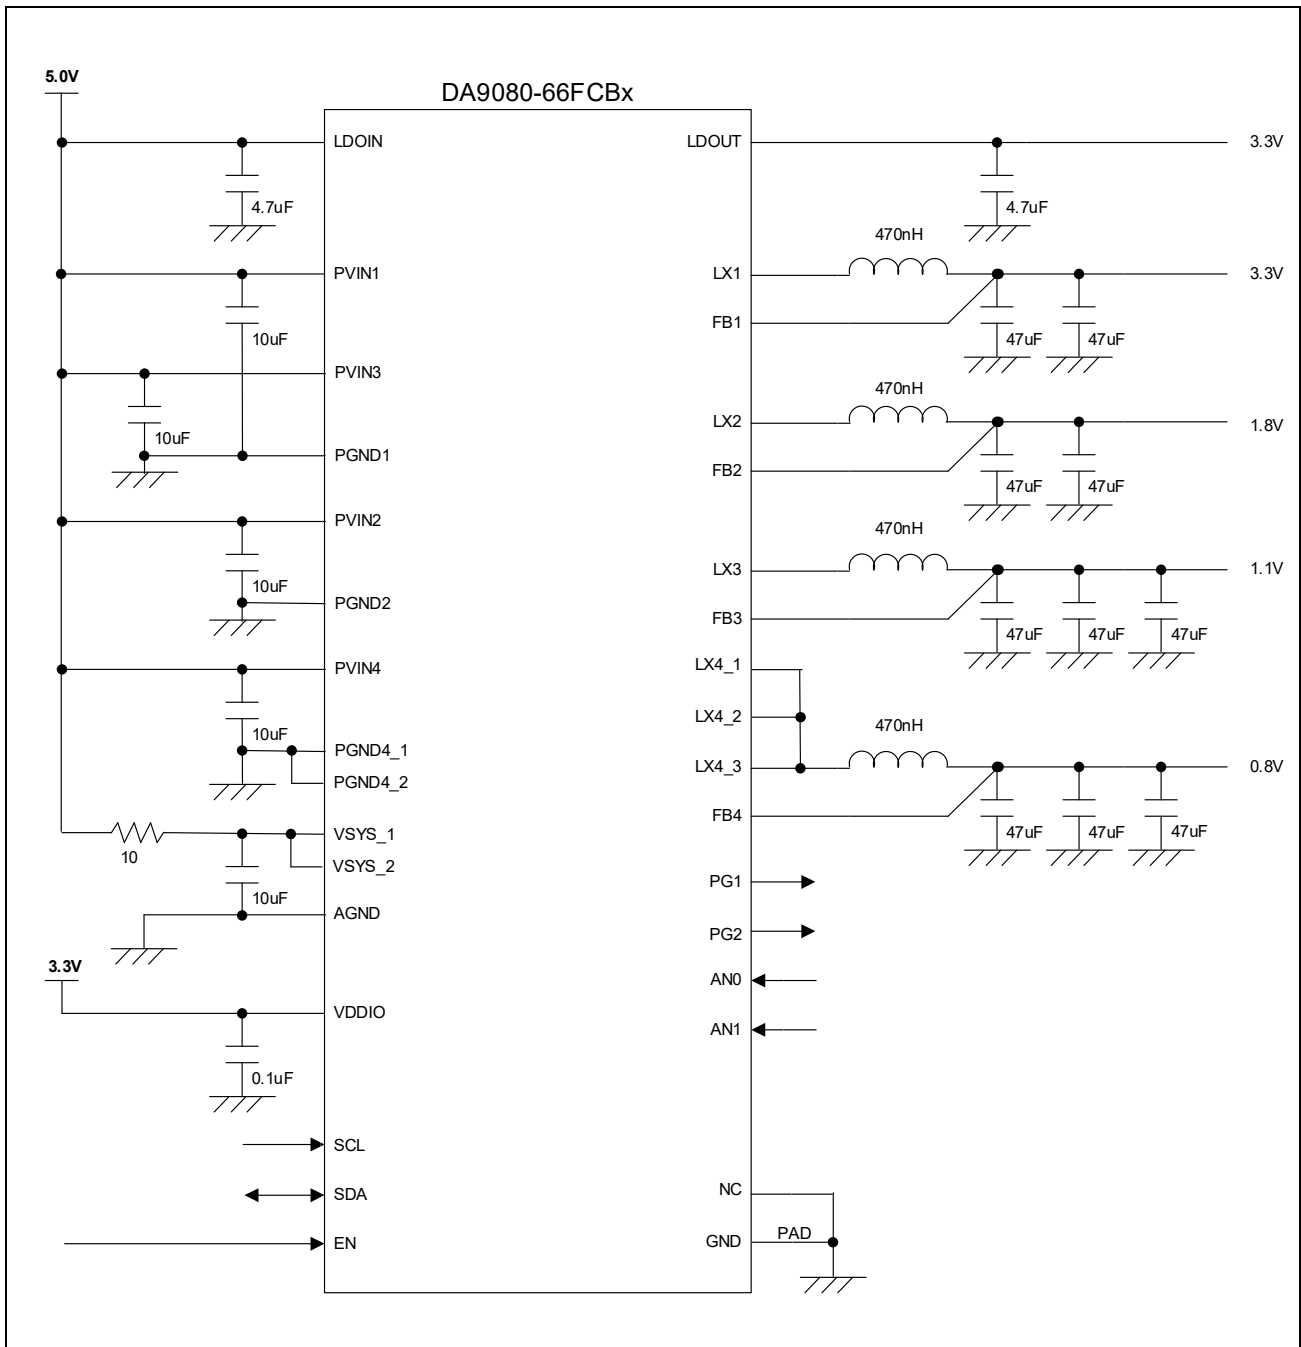 5.0V
DA9080-66FCBx
LDOIN
LDOUT
3.3V
4.7uF
4.7uF
470nH
PVIN1
LX1
3.3V
FB1
10uF
47uF
47uF
PVIN3
470nH
LX2
1.8V
10uF
PGND1
FB2
47uF
47uF
PVIN2
470nH
LX3
1.1V
10uF
PGND2
FB3
47uF
47uF
47uF
PVIN4
LX4_1
LX4_2
470nH
10uF
PGND4_1
LX4_3
0.8V
PGND4_2
FB4
VSYS_1
47uF
47uF
47uF
10
VSYS_2
PG1
10uF
AGND
PG2
3.3V
AN0
VDDIO
AN1
0.1uF
SCL
SDA
NC
EN
GND
PAD